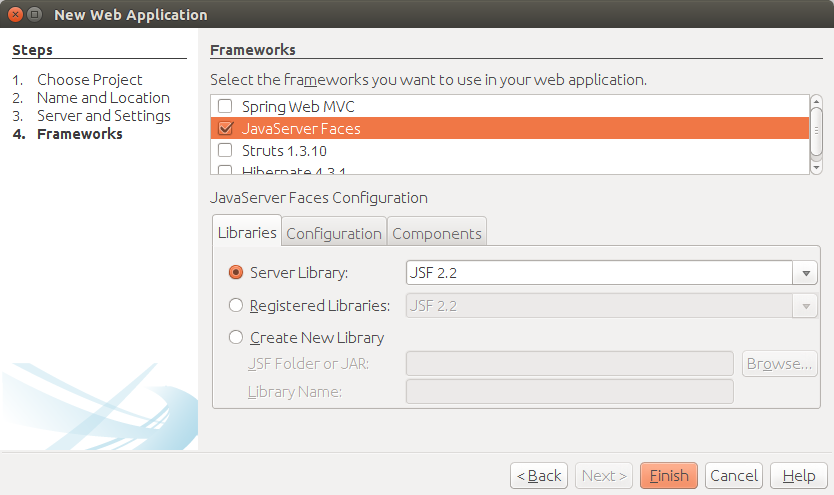 New Web Application
Steps
1. Choose Project
2. Name and Location
3. Server and Settings
4. Frameworks
Frameworks
Select the frameworks you want to use in your web application.
Spring Web MVC
JavaServer Faces
Struts 1.3.10
Hibernate 4.3.1
JavaServer Faces Configuration
Libraries Configuration Components
Server Library: JSF 2.2
Registered Libraries: JSF 2.2
Create New Library
JSF Folder or JAR: Browse...
Library Name:
< Back Next > Finish Cancel Help